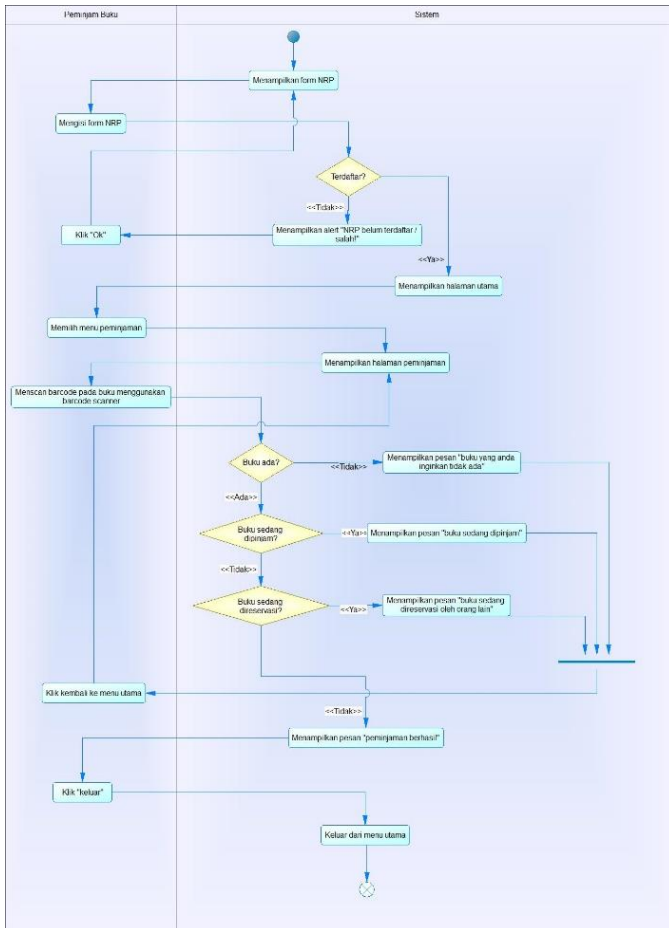 Peminjam Buku
Sistem
Menampilkan form NRP
Mengisi form NRP
Terdaftar?
<<Tidak>>
Klik "Ok"
Menampilkan alert "NRP belum terdaftar /
salah!"
<<Ya>>
Menampilkan halaman utama
Memilih menu peminjaman
Menampilkan halaman peminjaman
Menscan barcode pada buku menggunakan
barcode scanner
Buku ada?
<<Tidak>>
Menampilkan pesan "buku yang anda
inginkan tidak ada"
<<Ada>>
Buku sedang
dipinjam?
<<Ya>>
Menampilkan pesan "buku sedang dipinjam"
<<Tidak>>
Buku sedang
direservasi?
<<Ya>>
Menampilkan pesan "buku sedang
direservasi oleh orang lain"
Klik kembali ke menu utama
<<Tidak>>
Menampilkan pesan "peminjaman berhasil"
Klik "keluar"
Keluar dari menu utama